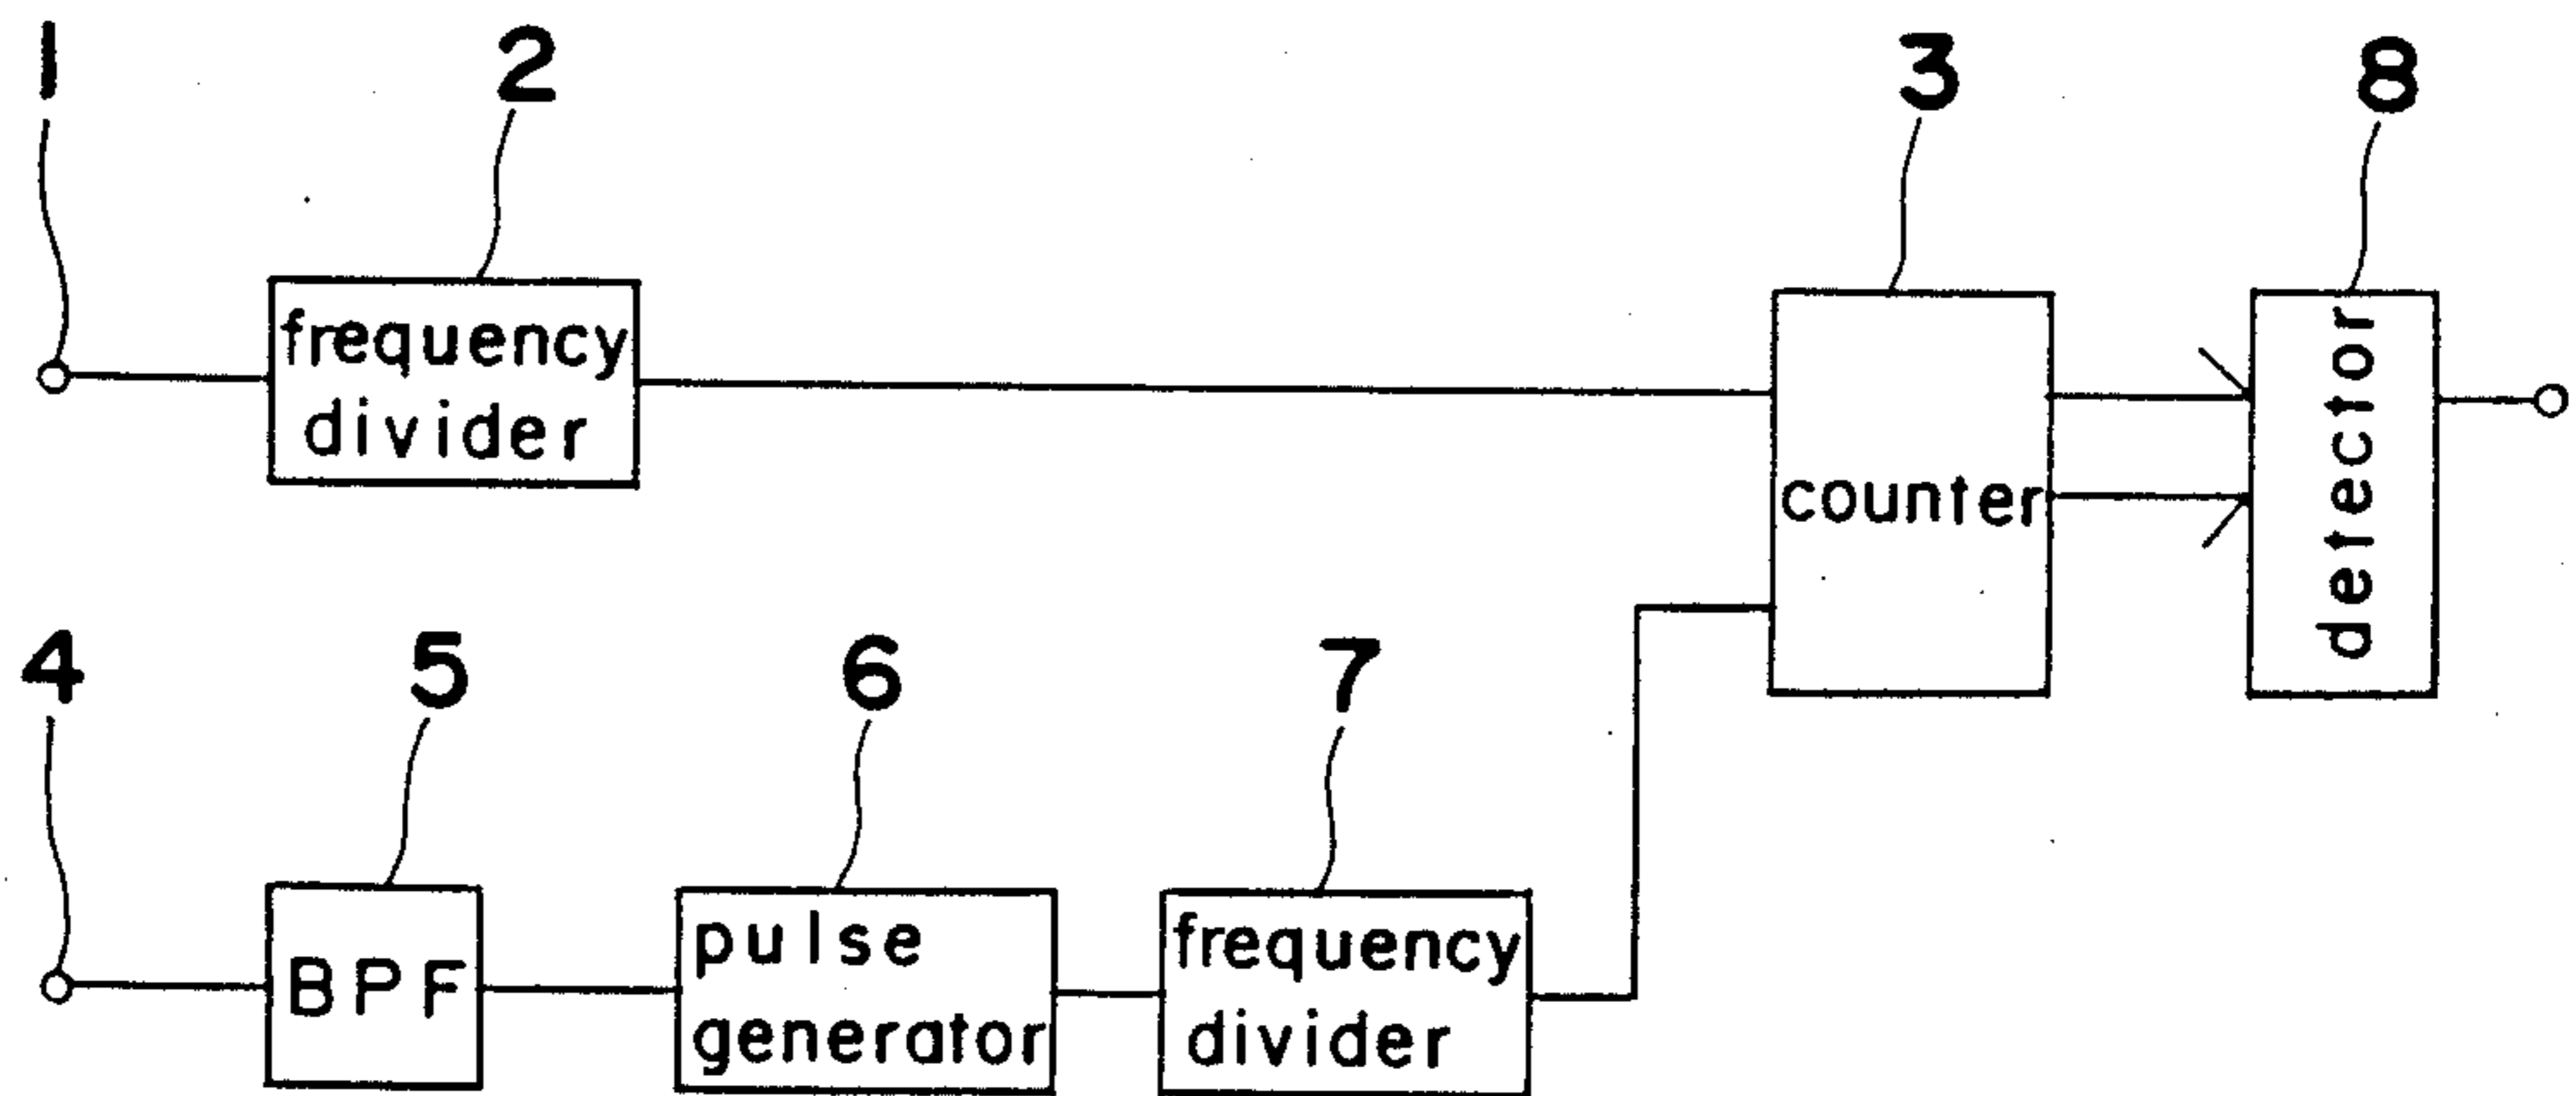 1
2
3
8
frequency
divider
counter
detector
4
5
6
7
BPF
pulse
generator
frequency
divider